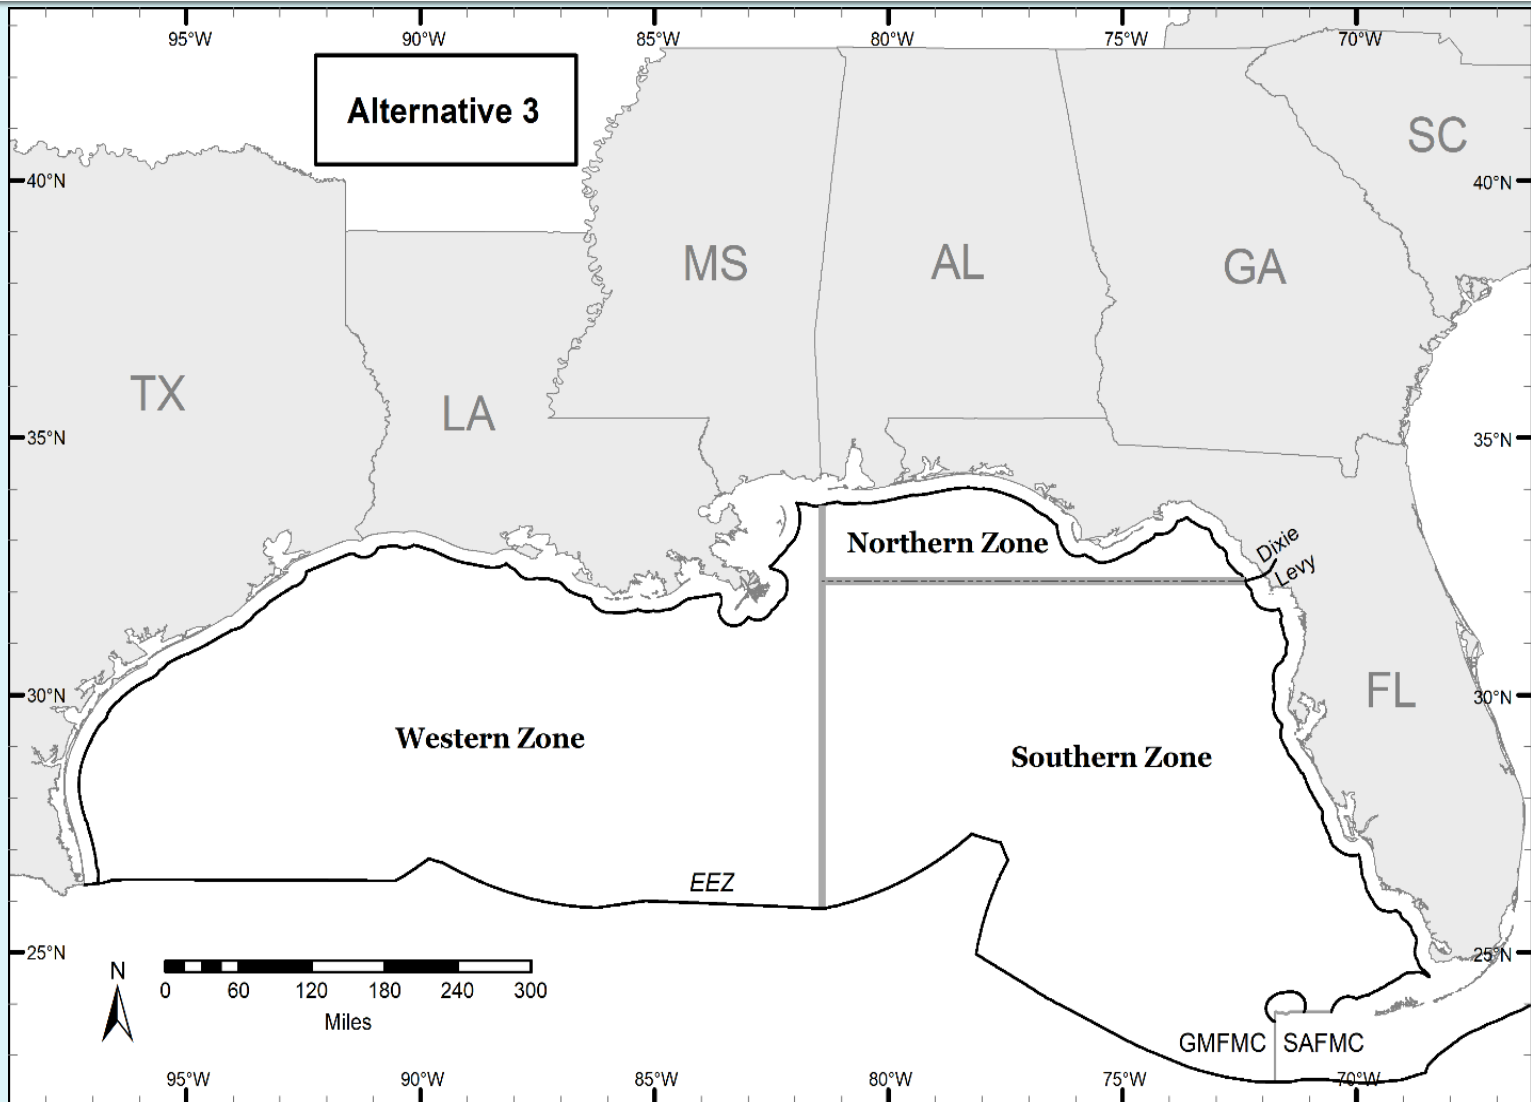 95°W 90°W 85°W 80°W 75°W 70°W
Alternative 3
SC
40°N 40°N
MS AL GA
TX LA
35°N 35°N
Northern Zone
Dixie
Levy
30°N 30°N
FL
Western Zone
Southern Zone
EEZ
25°N 25°N
N
0 60 120 180 240 300
Miles
GMFMC SAFMC
95°W 90°W 85°W 80°W 75°W 70°W